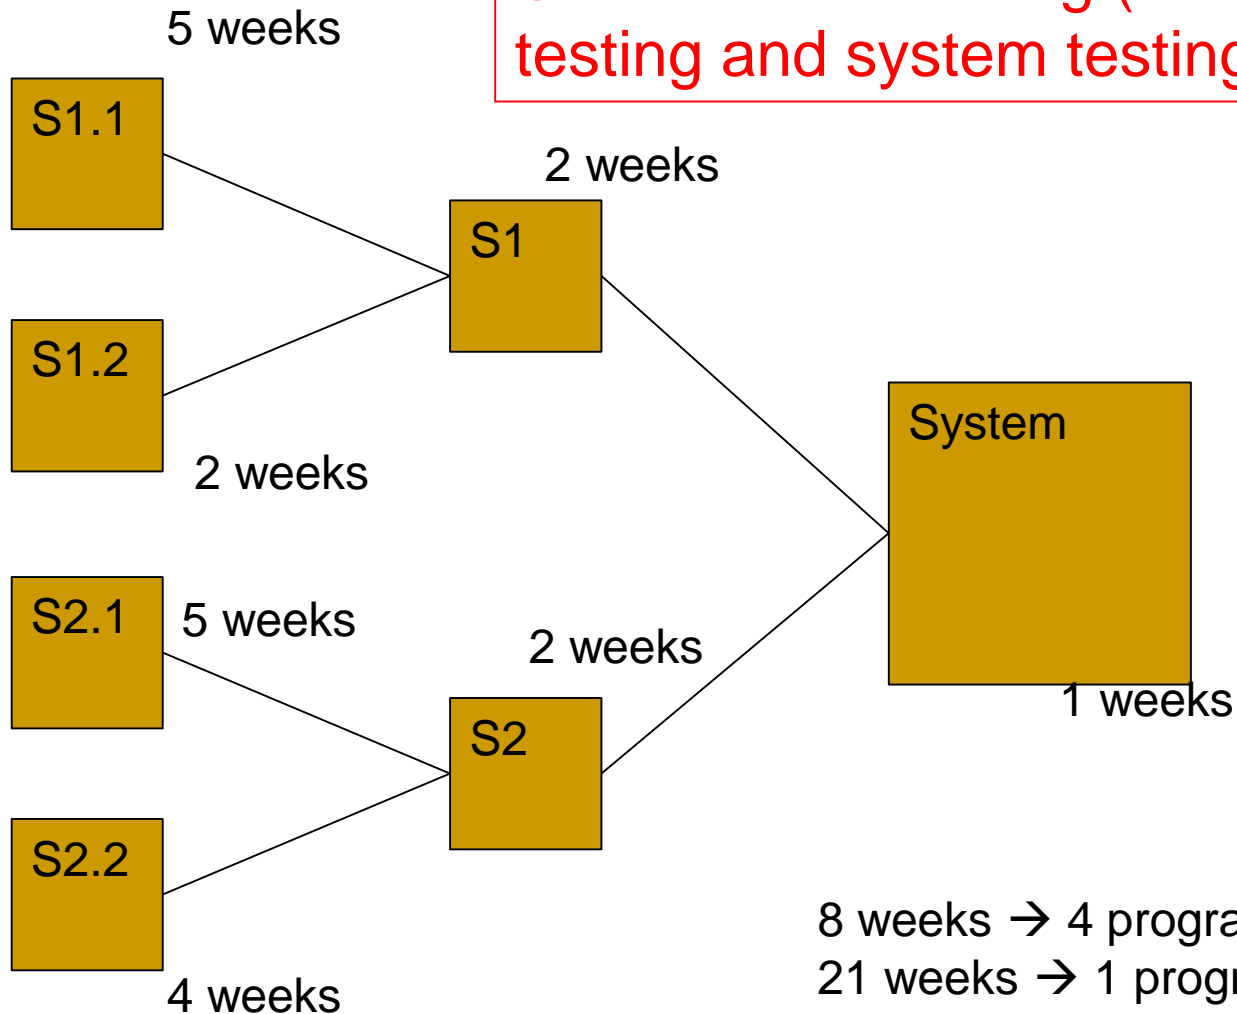 5 weeks
testing and system testing
S1.1
2 weeks
S1
S1.2
System
2 weeks
S2.1
5 weeks
2 weeks
1 weeks
S2
S2.2
8 weeks → 4
21 weeks → 1
4 weeks